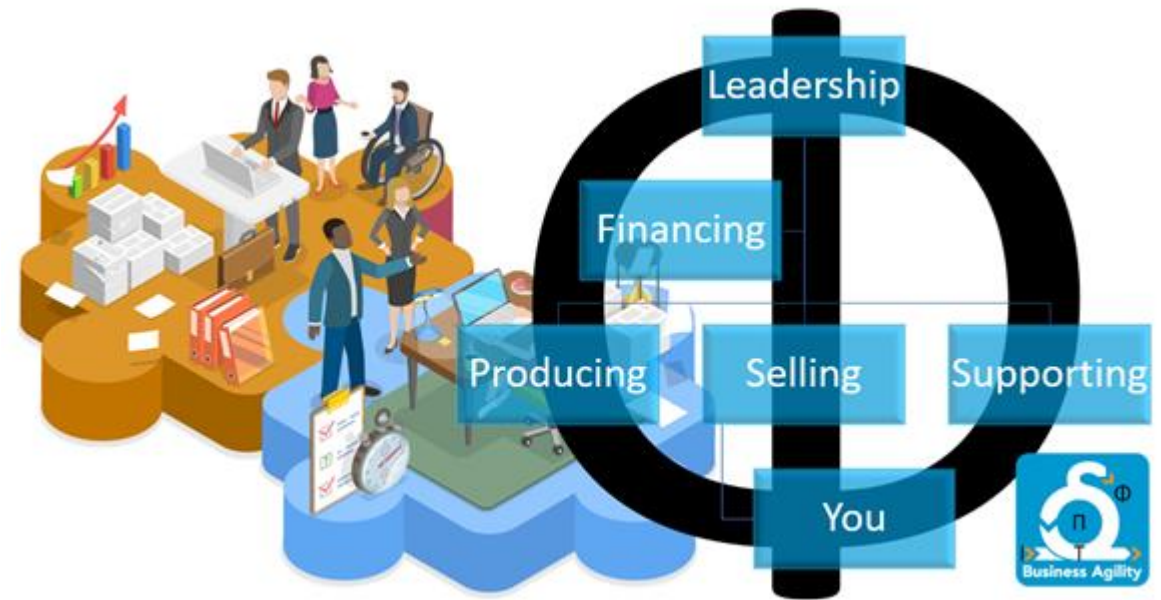 Leadership
Financing
Producing
Selling
Supporting
You
Φ
Π
I
T
Business Agility